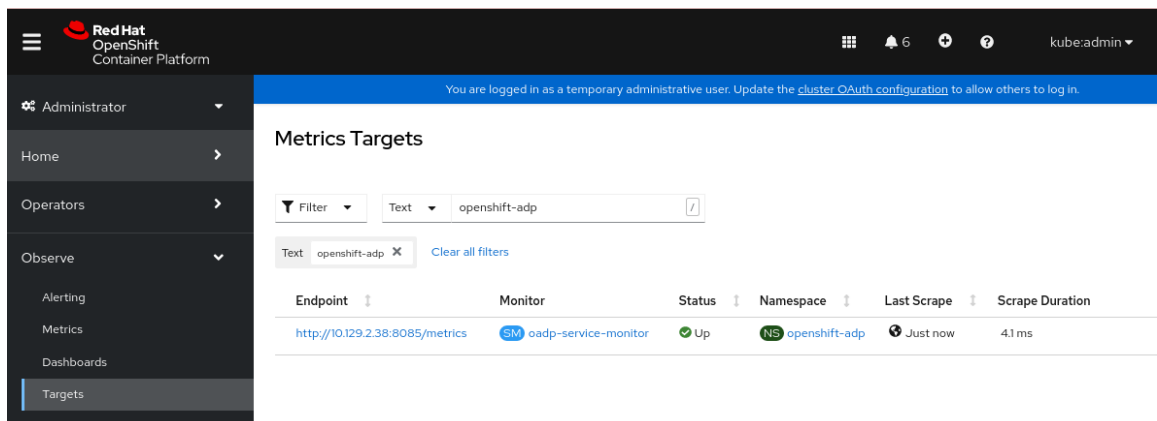 Red Hat
OpenShift
Container Platform
6
kube:admin
You are logged in as a temporary administrative user. Update the cluster OAuth configuration to allow others to log in.
Administrator
Home
Operators
Observe
Alerting
Metrics
Dashboards
Targets
Metrics Targets
Filter
Text
openshift-adp
/
Text openshift-adp
Clear all filters
Endpoint Monitor Status Namespace Last Scrape Scrape Duration
http://10.129.2.38:8085/metrics SM oadp-service-monitor Up NS openshift-adp Just now 4.1 ms